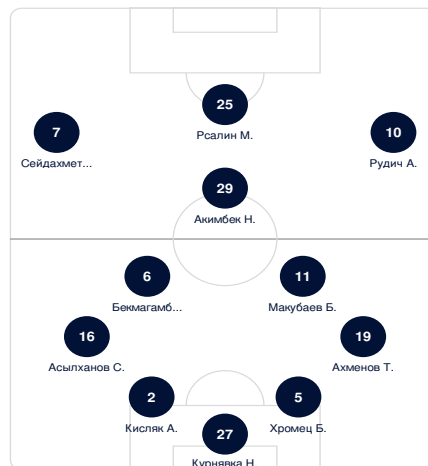 25
Рсалин М.
7
Сейдахмет...
10
Рудич А.
29
Акимбек Н.
6
Бекмагамб...
11
Макубаев Б.
16
Асылханов С.
19
Ахменов Т.
2
Кисляк А.
5
Хромец Б.
27
Курнявка Н